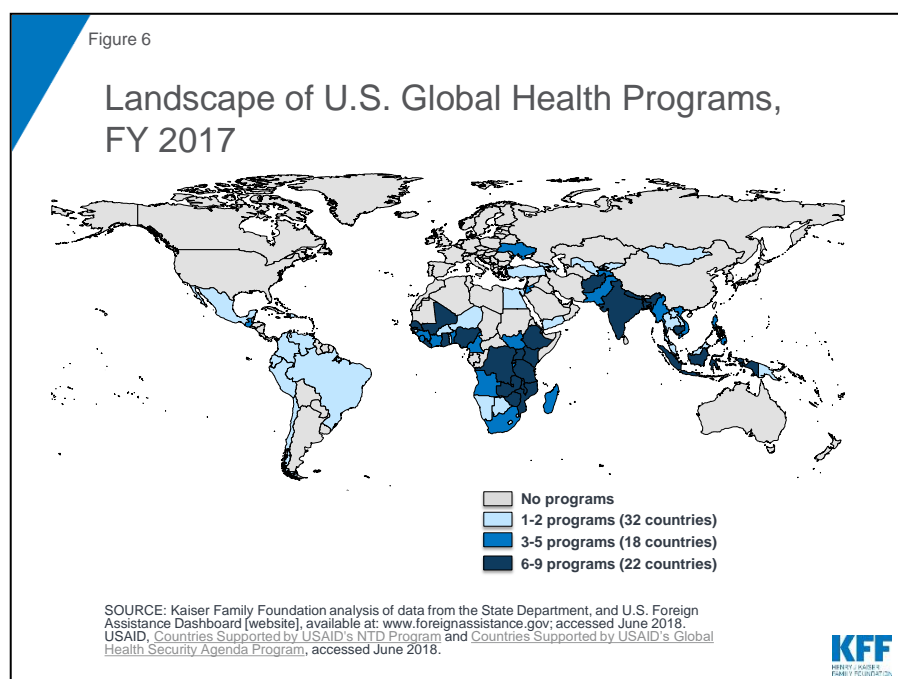 Figure 6
Landscape of U.S. Global Health Programs,
FY 2017
No programs
1-2 programs (32 countries)
3-5 programs (18 countries)
6-9 programs (22 countries)
SOURCE: Kaiser Family Foundation analysis of data from the State Department, and U.S. Foreign
Assistance Dashboard [website], available at: www.foreignassistance.gov; accessed June 2018.
USAID, Countries Supported by USAID's NTD Program and Countries Supported by USAID's Global
Health Security Agenda Program, accessed June 2018.
KFF
HENRY J KAISER
FAMILY FOUNDATION